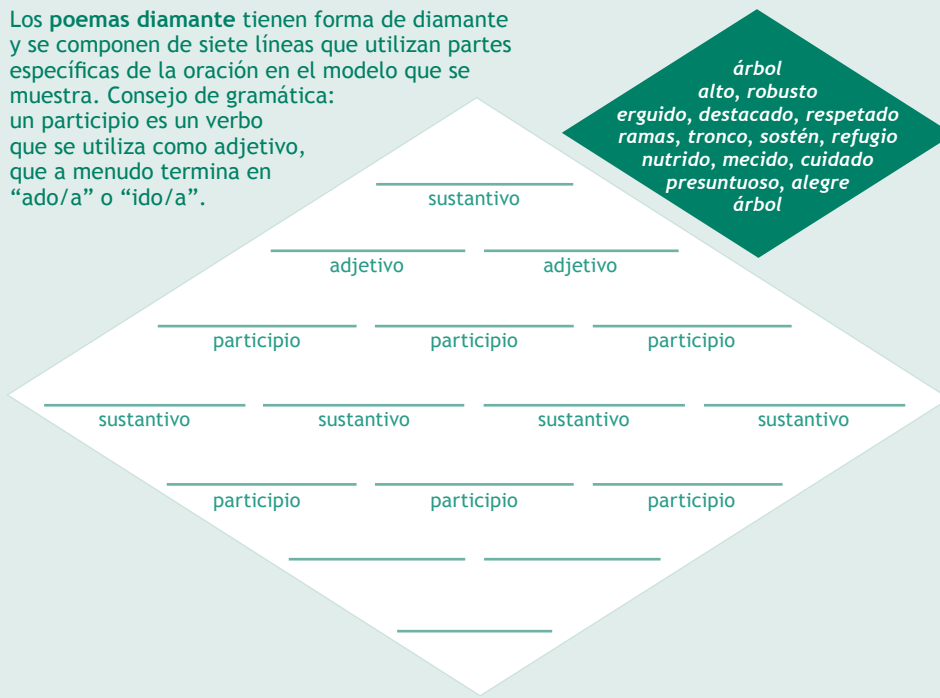 Los poemas diamante tienen forma de diamante
y se componen de siete líneas que utilizan partes
específicas de la oración en el modelo que se
muestra. Consejo de gramática:
un participio es un verbo
que se utiliza como adjetivo,
que a menudo termina en
“ado/a” o “ido/a”.
árbol
alto, robusto
erguido, destacado, respetado
ramas, tronco, sostén, refugio
nutrido, mecido, cuidado
presuntuoso, alegre
árbol
sustantivo
adjetivo adjetivo
participio participio participio
sustantivo sustantivo sustantivo sustantivo
participio participio participio